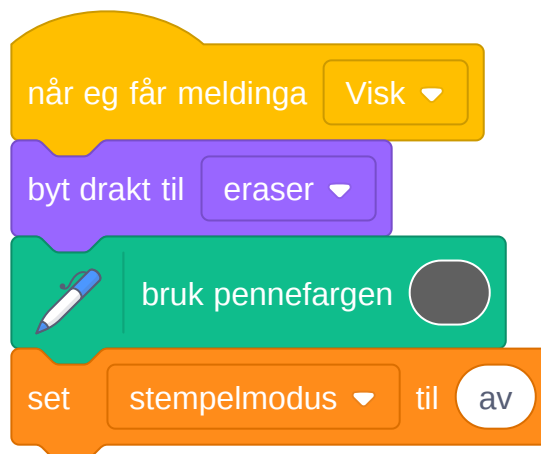 når eg får meldinga Visk
byt drakt til eraser
bruk pennefargen
set stempelmodus til av